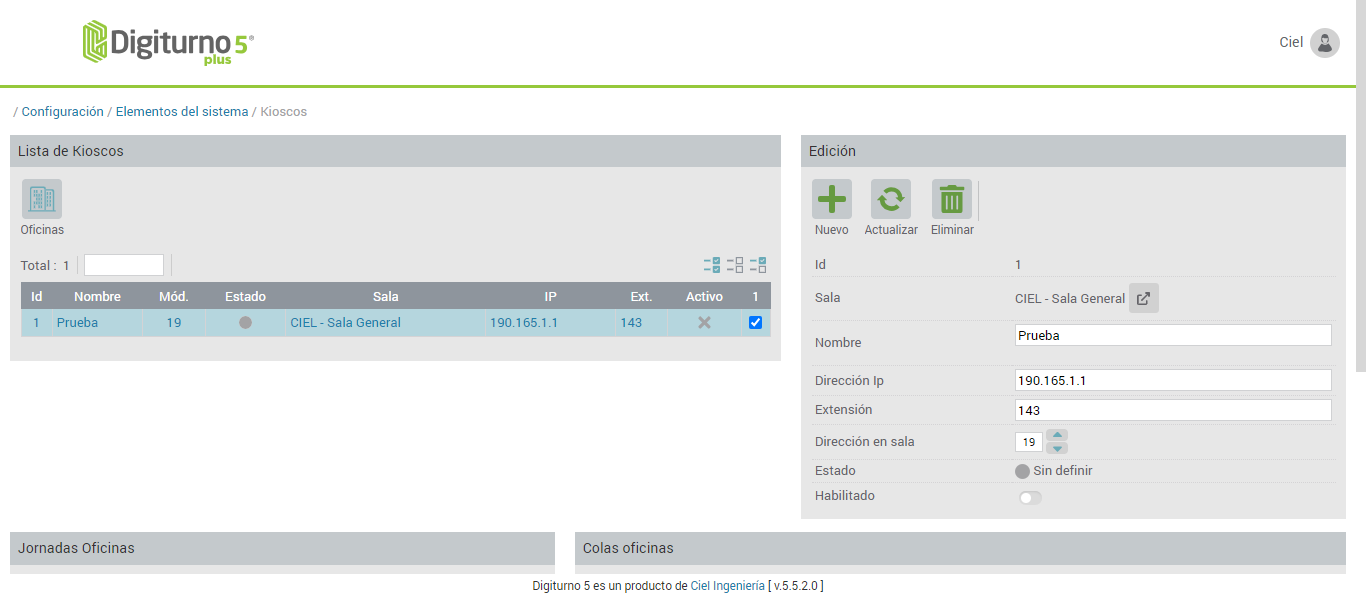 Digiturno 5®
plus
Ciel
/ Configuración / Elementos del sistema / Kioscos
Lista de Kioscos
Oficinas
Total : 1
Id Nombre Mód. Estado Sala IP Ext. Activo 1
1 Prueba 19 CIEL - Sala General 190.165.1.1 143
Edición
Nuevo Actualizar Eliminar
Id 1
Sala CIEL - Sala General
Nombre Prueba
Dirección Ip 190.165.1.1
Extensión 143
Dirección en sala 19
Estado Sin definir
Habilitado
Jornadas Oficinas
Colas oficinas
Digiturno 5 es un producto de Ciel Ingeniería [ v.5.5.2.0 ]